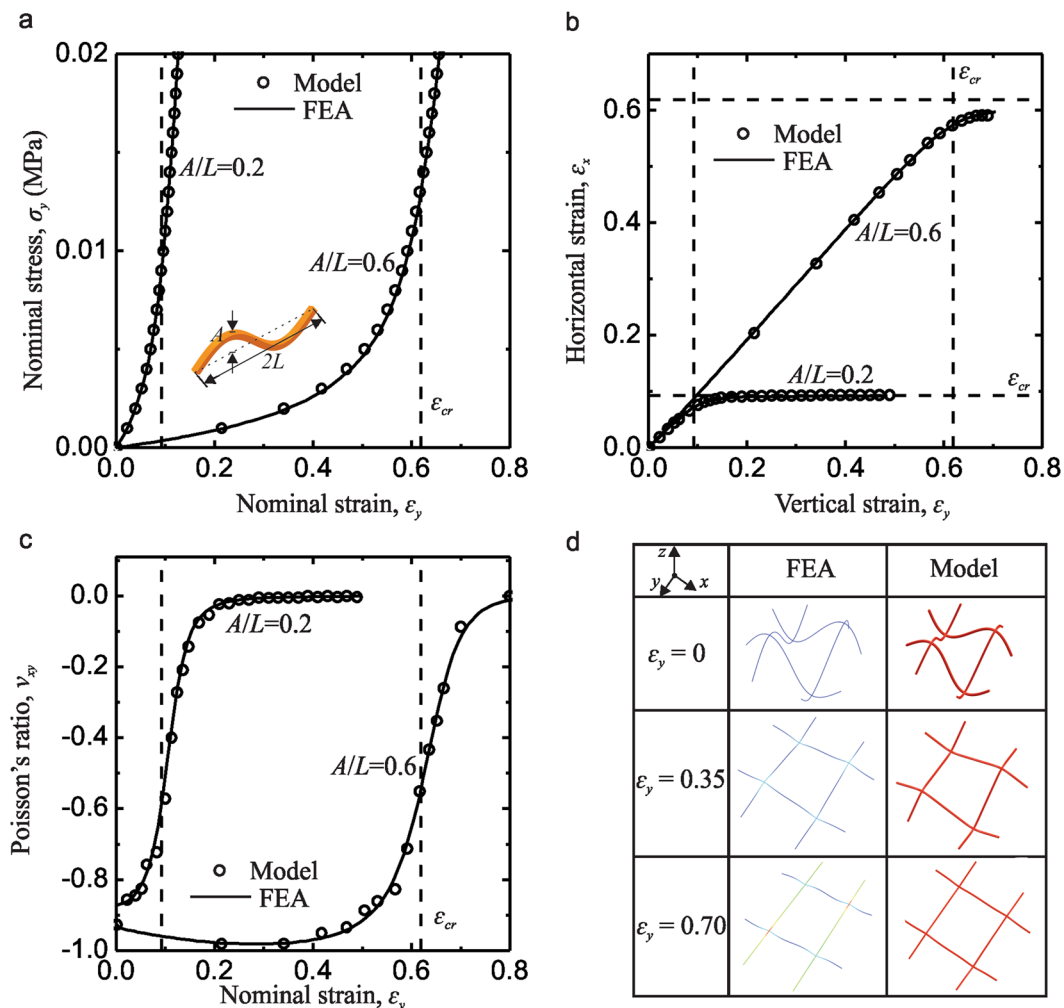 a
0.02
0.01
0.00
0.0
0.2
0.4
0.6
0.8
Nominal stress, σy (MPa)
Nominal strain, εy
Model
FEA
A/L=0.2
A/L=0.6
A
2L
εcr
b
0.6
0.4
0.2
0.0
0.0
0.2
0.4
0.6
0.8
Horizontal strain, εx
Vertical strain, εy
εcr
Model
FEA
A/L=0.6
A/L=0.2
εcr
c
0.0
-0.2
-0.4
-0.6
-0.8
-1.0
0.0
0.2
0.4
0.6
0.8
Poisson's ratio, νxy
Nominal strain, εy
A/L=0.2
A/L=0.6
Model
FEA
εcr
d
z
y
x
FEA
Model
εy = 0
εy = 0.35
εy = 0.70